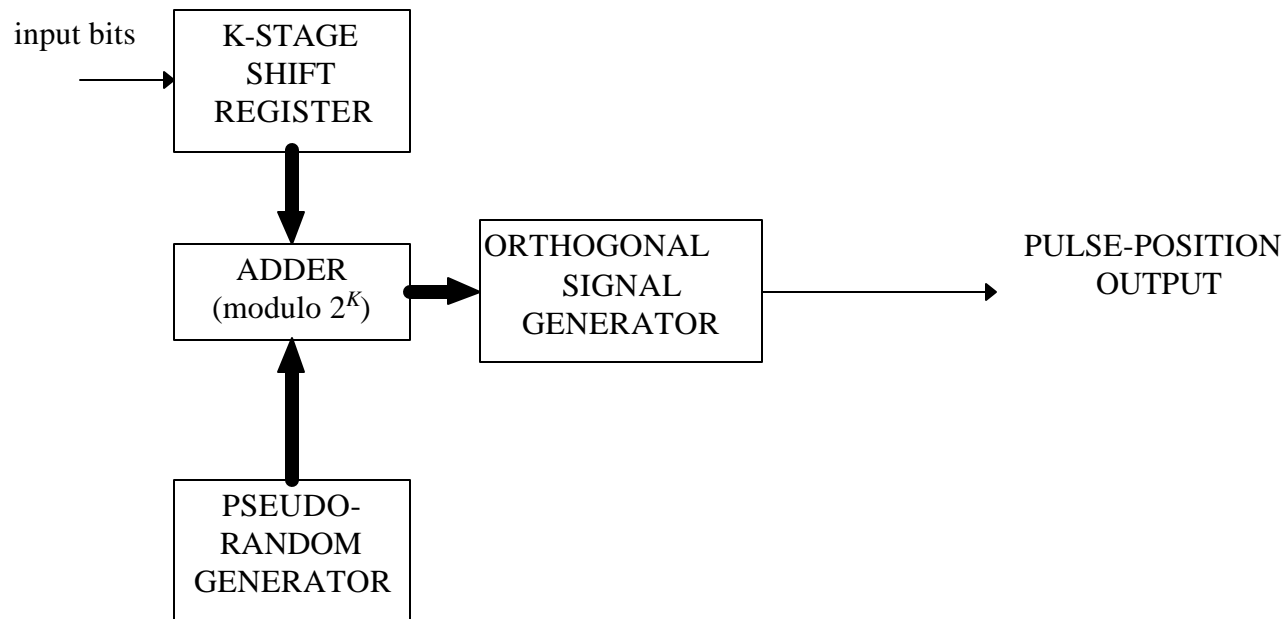 input bits
K-STAGE
SHIFT
REGISTER
ADDER
(modulo 2^K)
ORTHOGONAL
SIGNAL
GENERATOR
PULSE-POSITION
OUTPUT
PSEUDO-
RANDOM
GENERATOR